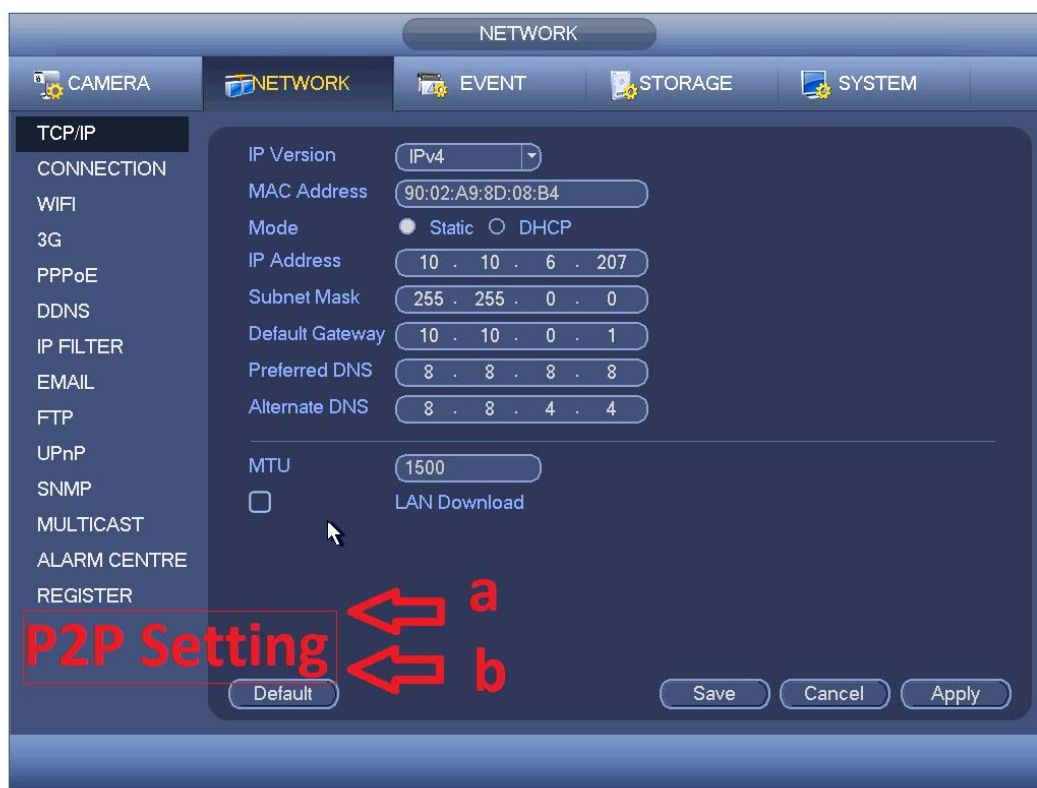 NETWORK
CAMERA NETWORK EVENT STORAGE SYSTEM
TCP/IP
CONNECTION
WIFI
3G
PPPoE
DDNS
IP FILTER
EMAIL
FTP
UPnP
SNMP
MULTICAST
ALARM CENTRE
REGISTER
P2P Setting
IP Version IPv4
MAC Address 90:02:A9:8D:08:B4
Mode Static DHCP
IP Address 10 . 10 . 6 . 207
Subnet Mask 255 . 255 . 0 . 0
Default Gateway 10 . 10 . 0 . 1
Preferred DNS 8 . 8 . 8 . 8
Alternate DNS 8 . 8 . 4 . 4
MTU 1500
LAN Download
a
b
Default Save Cancel Apply